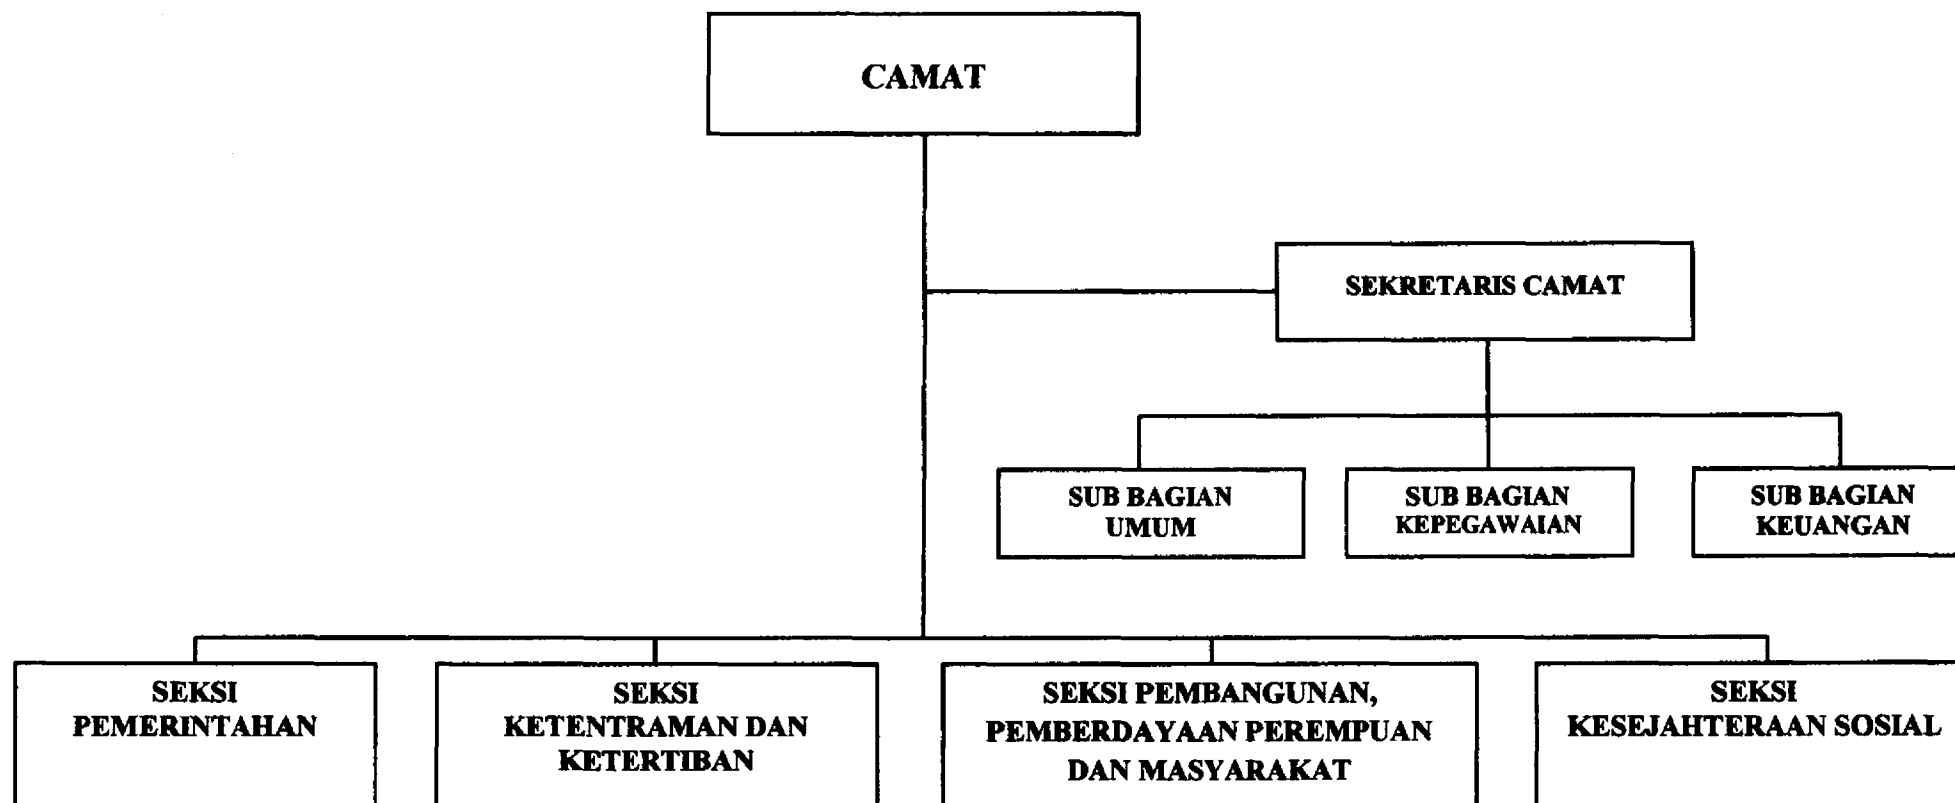 CAMAT
SEKRETARIS CAMAT
SUB BAGIAN
UMUM
SUB BAGIAN
KEPEGAWAIAN
SUB BAGIAN
KEUANGAN
SEKSI
PEMERINTAHAN
SEKSI
KETENTRAMAN DAN
KETERTIBAN
SEKSI PEMBANGUNAN,
PEMBERDAYAAN PEREMPUAN
DAN MASYARAKAT
SEKSI
KESEJAHTERAAN SOSIAL